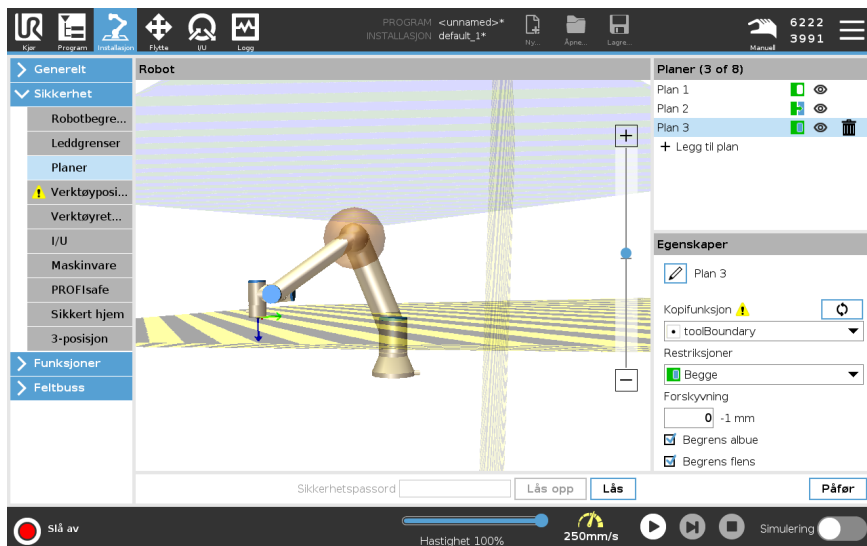 UR
Kjør
Program
Installasjon
Flytte
I/U
Logg
PROGRAM <unnamed>*
INSTALLASJON default_1*
Ny...
Åpne...
Lagre...
Manuell
6222
3991
Generelt
Sikkerhet
Robotbegre...
Leddgrenser
Planer
Verktøyposi...
Verktøyret...
I/U
Maskinvare
PROFIsafe
Sikkert hjem
3-posisjon
Funksjoner
Feltbuss
Robot
Planer (3 of 8)
Plan 1
Plan 2
Plan 3
+ Legg til plan
Egenskaper
Plan 3
Kopifunksjon
toolBoundary
Restriksjoner
Begge
Forskyvning
0 -1 mm
Begrens albue
Begrens flens
Sikkerhetspassord
Lås opp
Lås
Påfør
Slå av
Hastighet 100%
250mm/s
Simulering